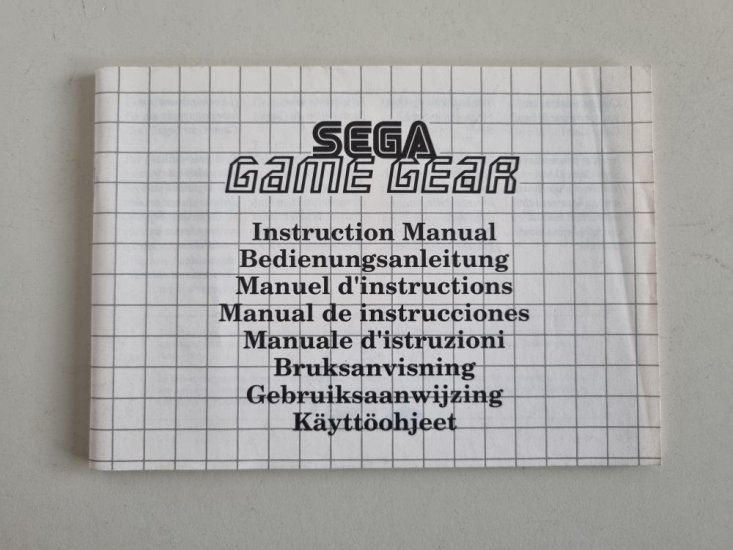 SEGA
GAME GEAR
Instruction Manual
Bedienungsanleitung
Manuel d'instructions
Manual de instrucciones
Manuale d'istruzioni
Bruksanvisning
Gebruiksaanwijzing
Käyttöohjeet